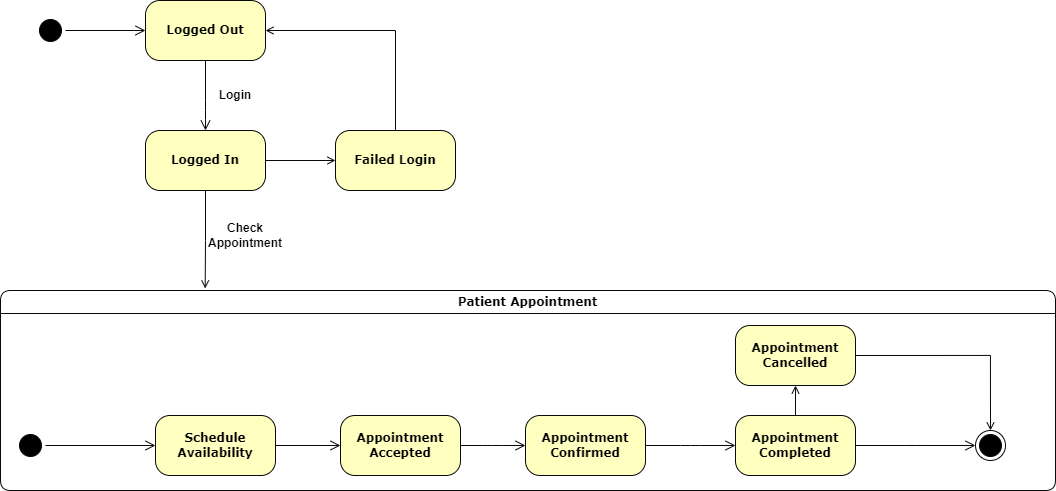 Logged Out
Login
Logged In
Failed Login
Check
Appointment
Patient Appointment
Appointment
Cancelled
Schedule
Availability
Appointment
Accepted
Appointment
Confirmed
Appointment
Completed